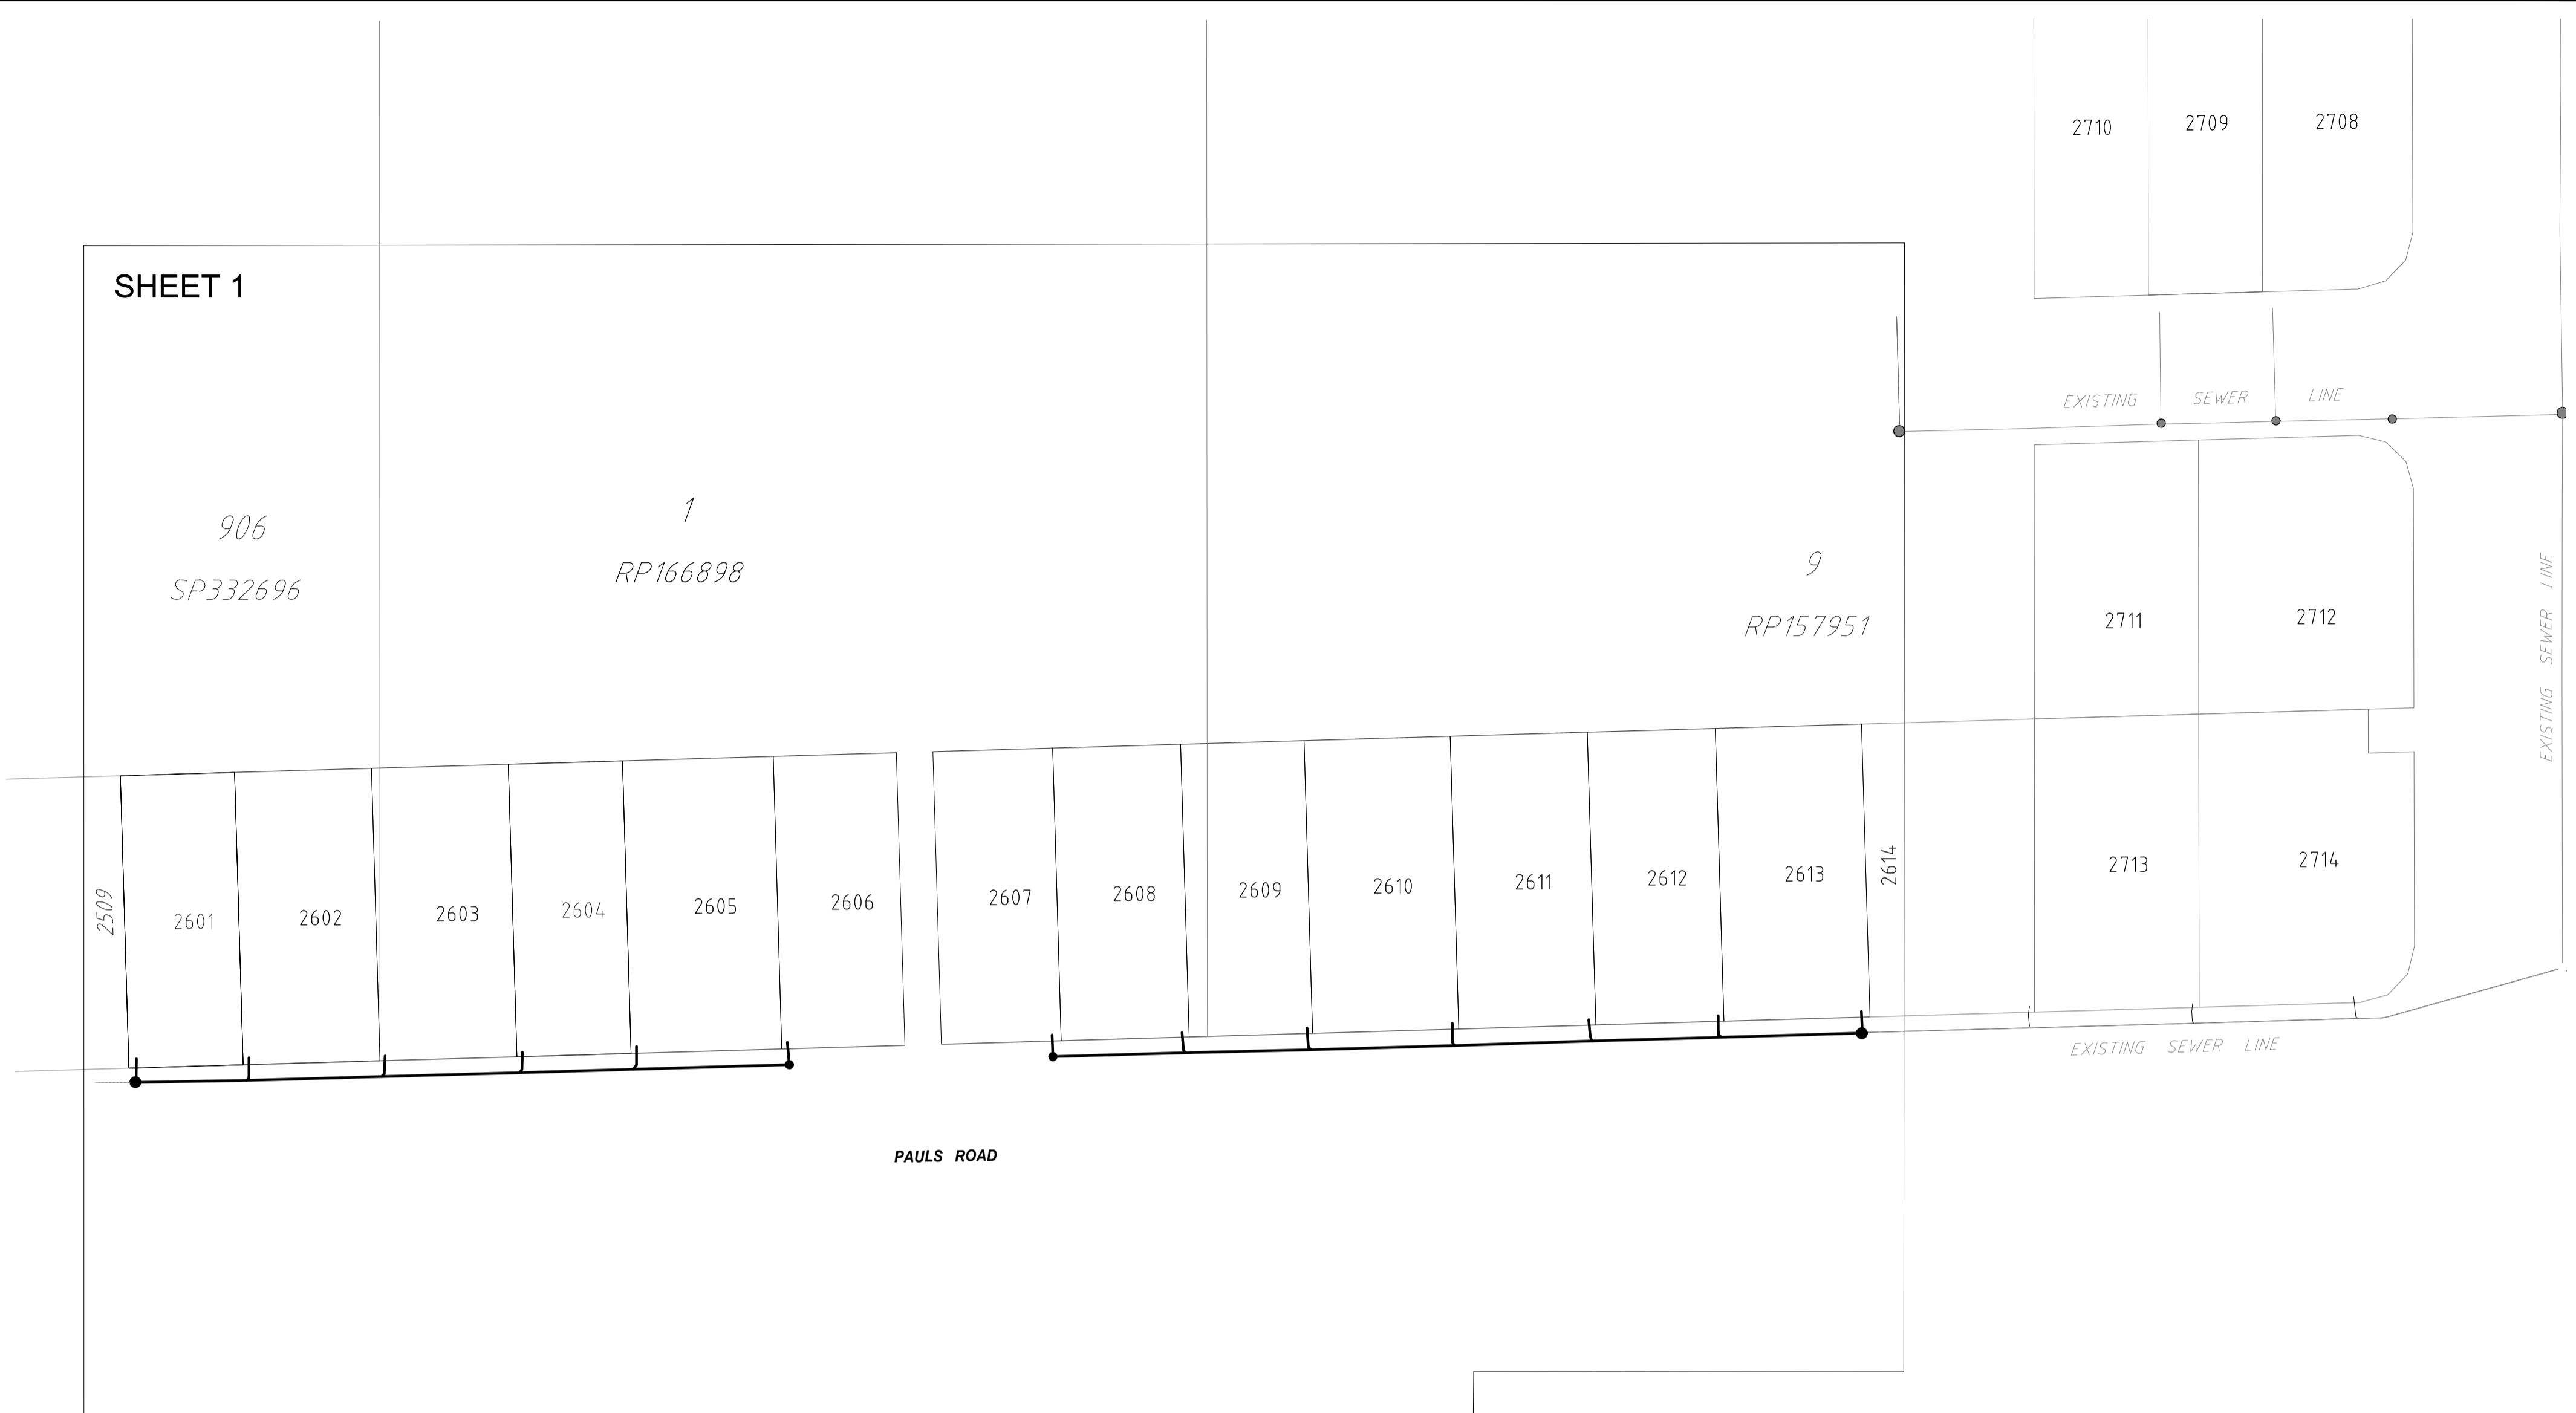 2710 2709 2708
SHEET 1
EXISTING SEWER LINE
906
SP332696
1
RP166898
9
RP157951
2711 2712
EXISTING SEWER LINE
2509 2601 2602 2603 2604 2605 2606 2607 2608 2609 2610 2611 2612 2613 2614 2713 2714
EXISTING SEWER LINE
PAULS ROAD